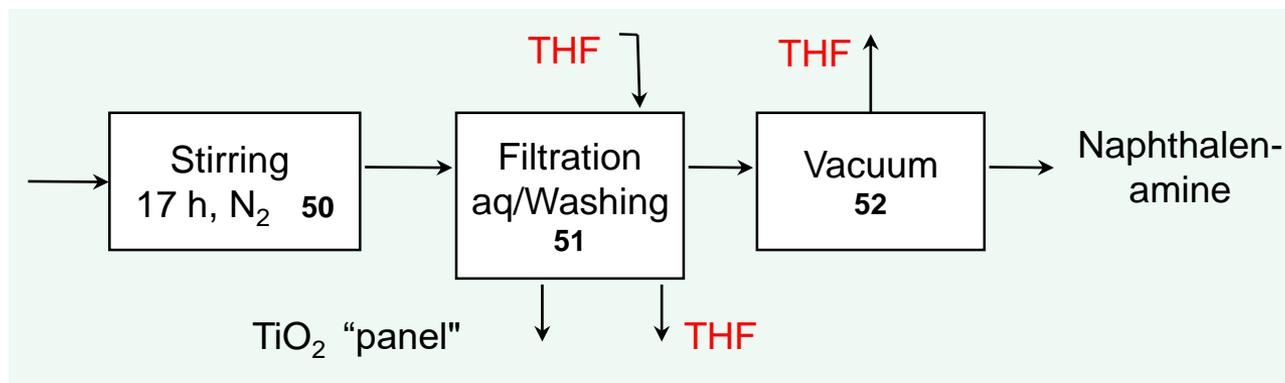 THF
THF
Stirring
17 h, N₂ 50
Filtration
aq/Washing
51
Vacuum
52
Naphthalen-
amine
TiO₂ “panel"
THF